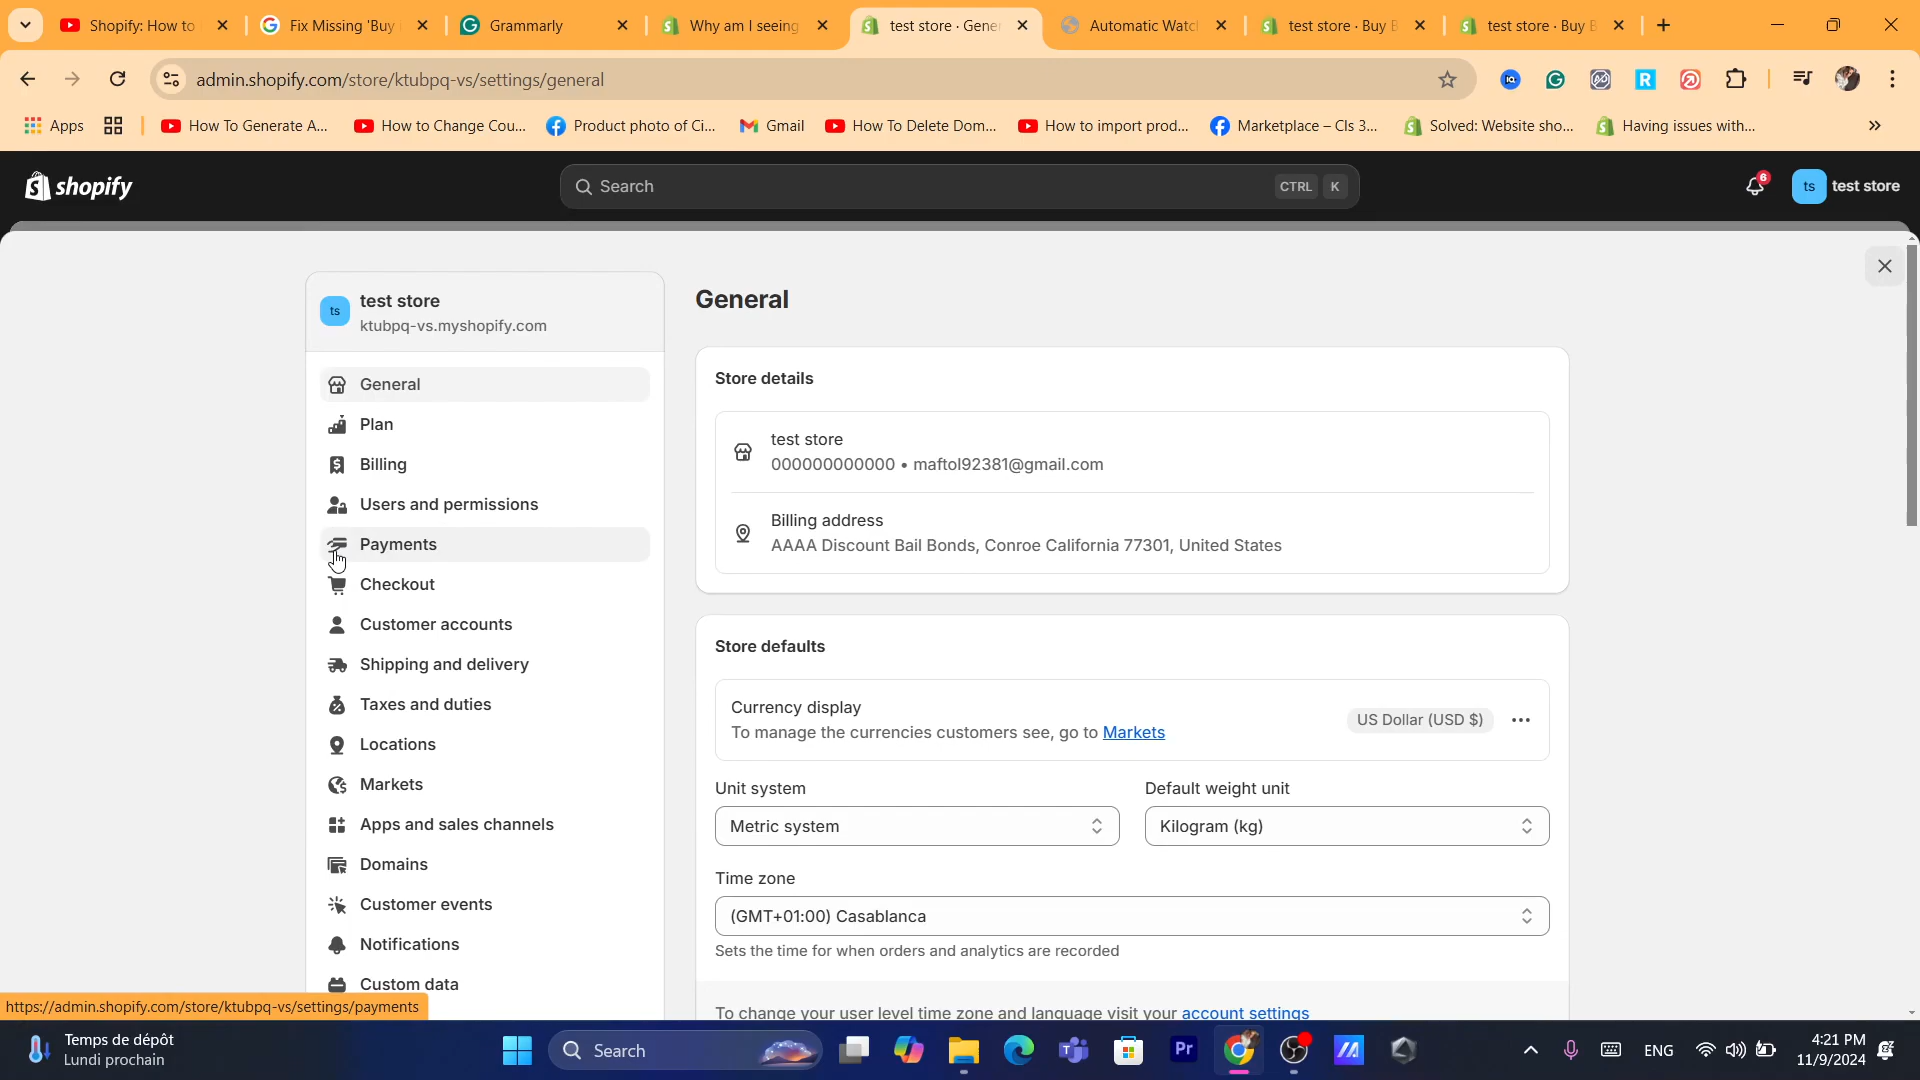 Shopify: How to
Fix Missing 'Buy
Grammarly
Why am I seeing
test store · Gene
Automatic Watc
test store · Buy B
test store · Buy B
admin.shopify.com/store/ktubpq-vs/settings/general
Apps
How To Generate A...
How to Change Cou...
Product photo of Ci...
Gmail
How To Delete Dom...
How to import prod...
Marketplace – Cls 3...
Solved: Website sho...
Having issues with...
shopify
Search
CTRL K
6
ts test store
ts
test store
ktubpq-vs.myshopify.com
General
Plan
Billing
Users and permissions
Payments
Checkout
Customer accounts
Shipping and delivery
Taxes and duties
Locations
Markets
Apps and sales channels
Domains
Customer events
Notifications
Custom data
General
Store details
test store
000000000000 • maftol92381@gmail.com
Billing address
AAAA Discount Bail Bonds, Conroe California 77301, United States
Store defaults
Currency display
To manage the currencies customers see, go to Markets
US Dollar (USD $)
Unit system
Default weight unit
Metric system
Kilogram (kg)
Time zone
(GMT+01:00) Casablanca
Sets the time for when orders and analytics are recorded
To change your user level time zone and language visit your account settings
https://admin.shopify.com/store/ktubpq-vs/settings/payments
Temps de dépôt
Lundi prochain
Search
Pr
ENG
4:21 PM
11/9/2024